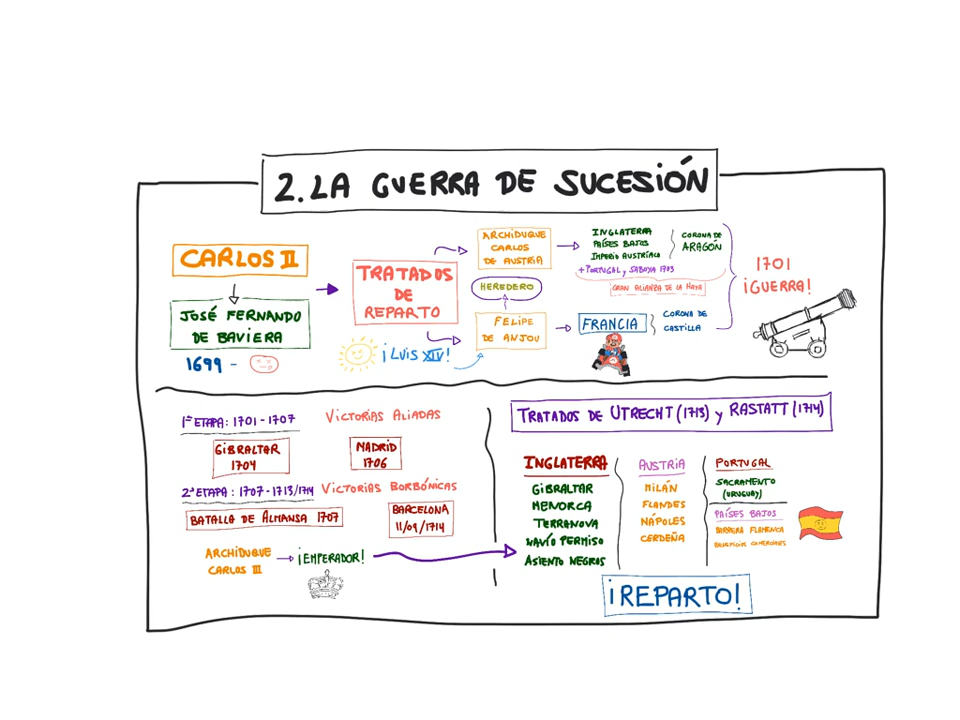 2. LA GUERRA DE SUCESIÓN
CARLOS II
JOSÉ FERNANDO
DE BAVIERA
1699 -
TRATADOS
DE
REPARTO
¡LUIS XIV!
ARCHIDUQUE
CARLOS
DE AUSTRIA
HEREDERO
FELIPE
DE ANJOU
INGLATERRA
PAÍSES BAJOS
IMPERIO AUSTRIACO
+ PORTUGAL y SABOYA 1703
GRAN ALIANZA DE LA HAYA
CORONA DE
ARAGÓN
FRANCIA
CORONA DE
CASTILLA
1701
¡GUERRA!
1ª ETAPA: 1701 - 1707
VICTORIAS ALIADAS
GIBRALTAR
1704
MADRID
1706
2ª ETAPA: 1707 - 1713/1714
VICTORIAS BORBÓNICAS
BATALLA DE ALMANSA 1707
BARCELONA
11/09/1714
ARCHIDUQUE
CARLOS III
¡EMPERADOR!
TRATADOS DE UTRECHT (1713) y RASTATT (1714)
INGLATERRA
GIBRALTAR
MENORCA
TERRANOVA
NAVÍO PERMISO
ASIENTO NEGROS
AUSTRIA
MILÁN
FLANDES
NÁPOLES
CERDEÑA
PORTUGAL
SACRAMENTO
(URUGUAY)
PAÍSES BAJOS
BARRERA FLAMENCA
BENEFICIOS COMERCIALES
¡REPARTO!